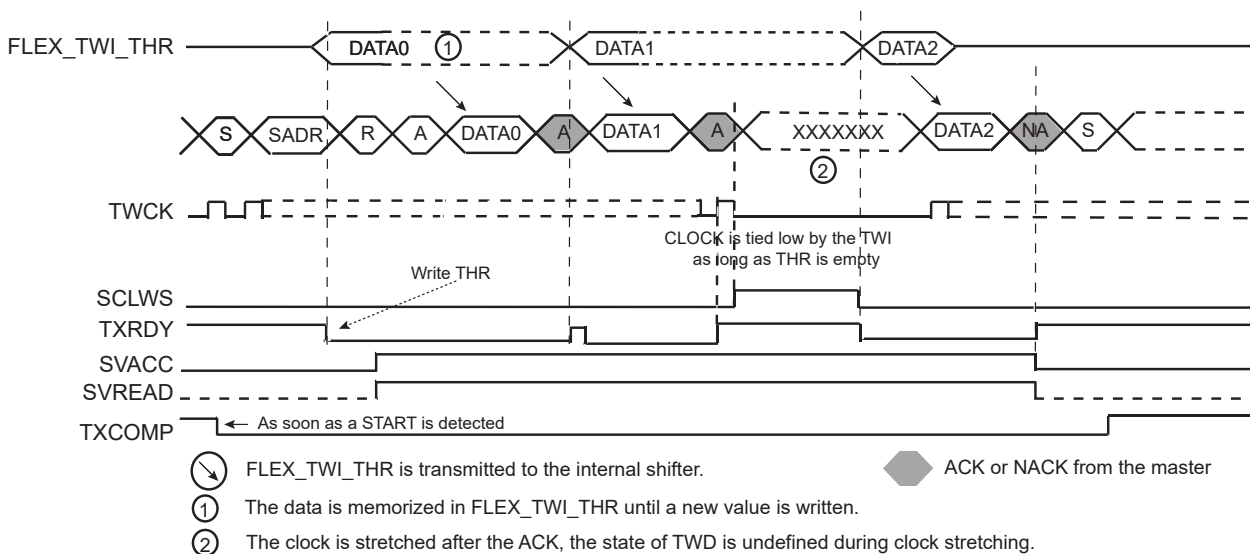 FLEX_TWI_THR DATA0 1 DATA1 DATA2
S SADR R A DATA0 A DATA1 A XXXXXXX DATA2 NA S
2
TWCK
CLOCK is tied low by the TWI
as long as THR is empty
Write THR
SCLWS
TXRDY
SVACC
SVREAD
TXCOMP As soon as a START is detected
FLEX_TWI_THR is transmitted to the internal shifter. ACK or NACK from the master
1 The data is memorized in FLEX_TWI_THR until a new value is written.
2 The clock is stretched after the ACK, the state of TWD is undefined during clock stretching.